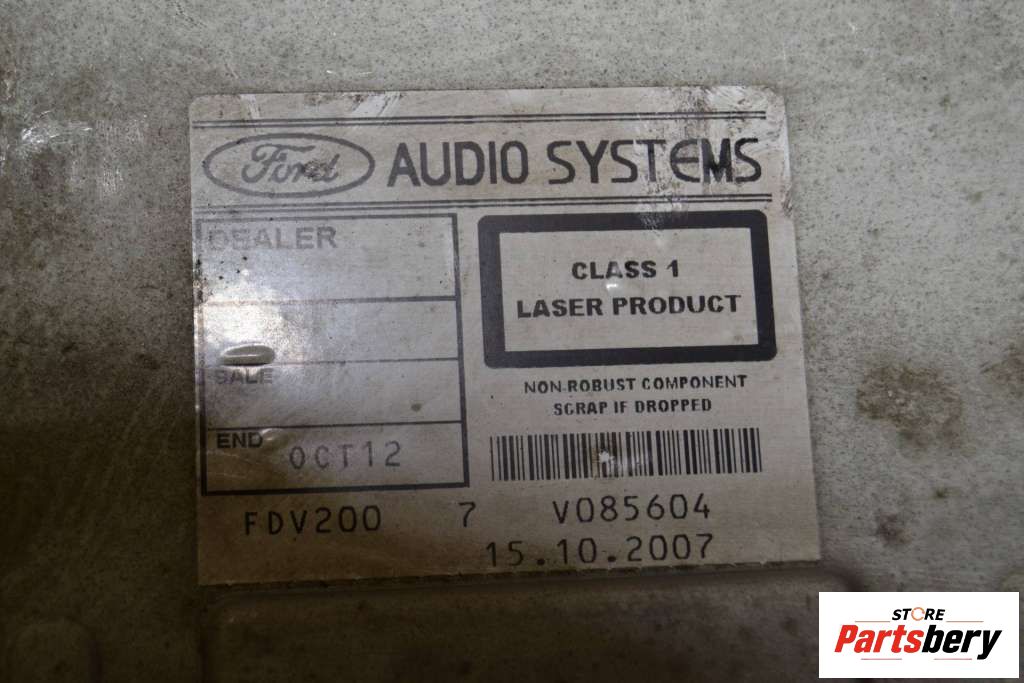 Ford AUDIO SYSTEMS
DEALER
SALE
END OCT12
CLASS 1
LASER PRODUCT
NON-ROBUST COMPONENT
SCRAP IF DROPPED
FDV200 7 V085604
15.10.2007
STORE
Partsbery